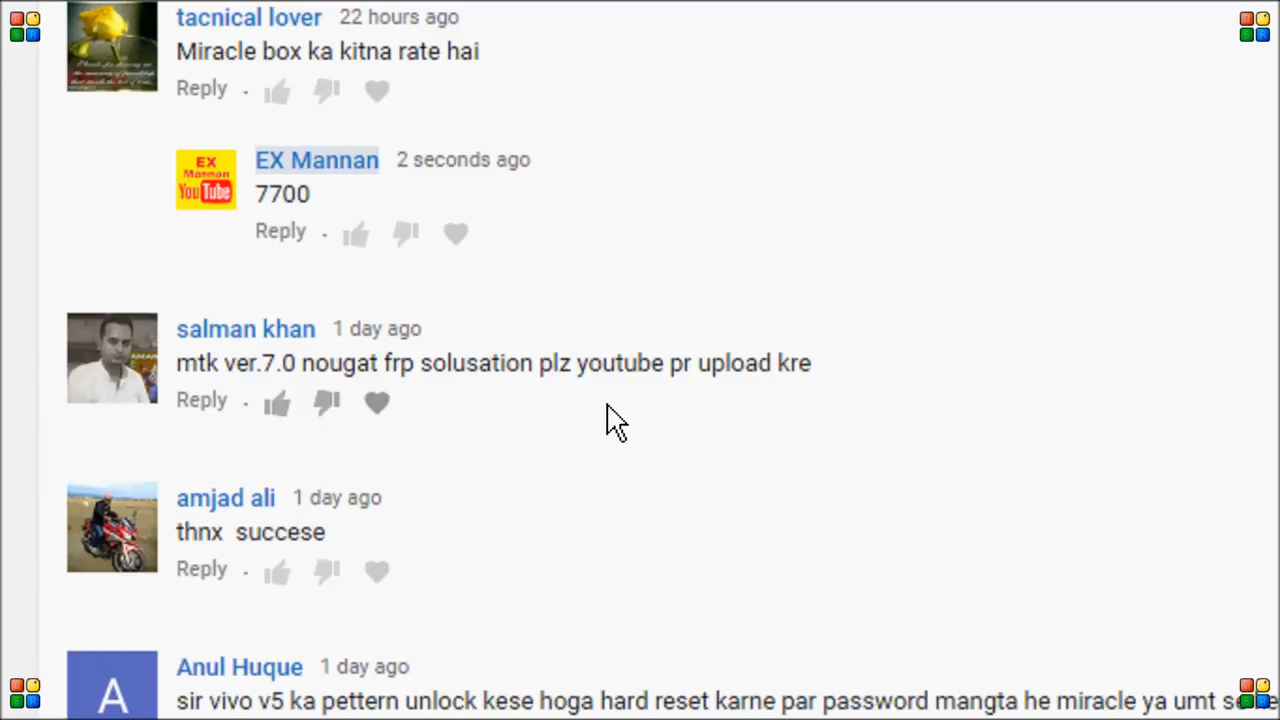 tacnical lover 22 hours ago
Miracle box ka kitna rate hai
Reply
EX Mannan YouTube
EX Mannan 2 seconds ago
7700
Reply
salman khan 1 day ago
mtk ver.7.0 nougat frp solusation plz youtube pr upload kre
Reply
amjad ali 1 day ago
thnx succese
Reply
A
Anul Huque 1 day ago
sir vivo v5 ka pettern unlock kese hoga hard reset karne par password mangta he miracle ya umt